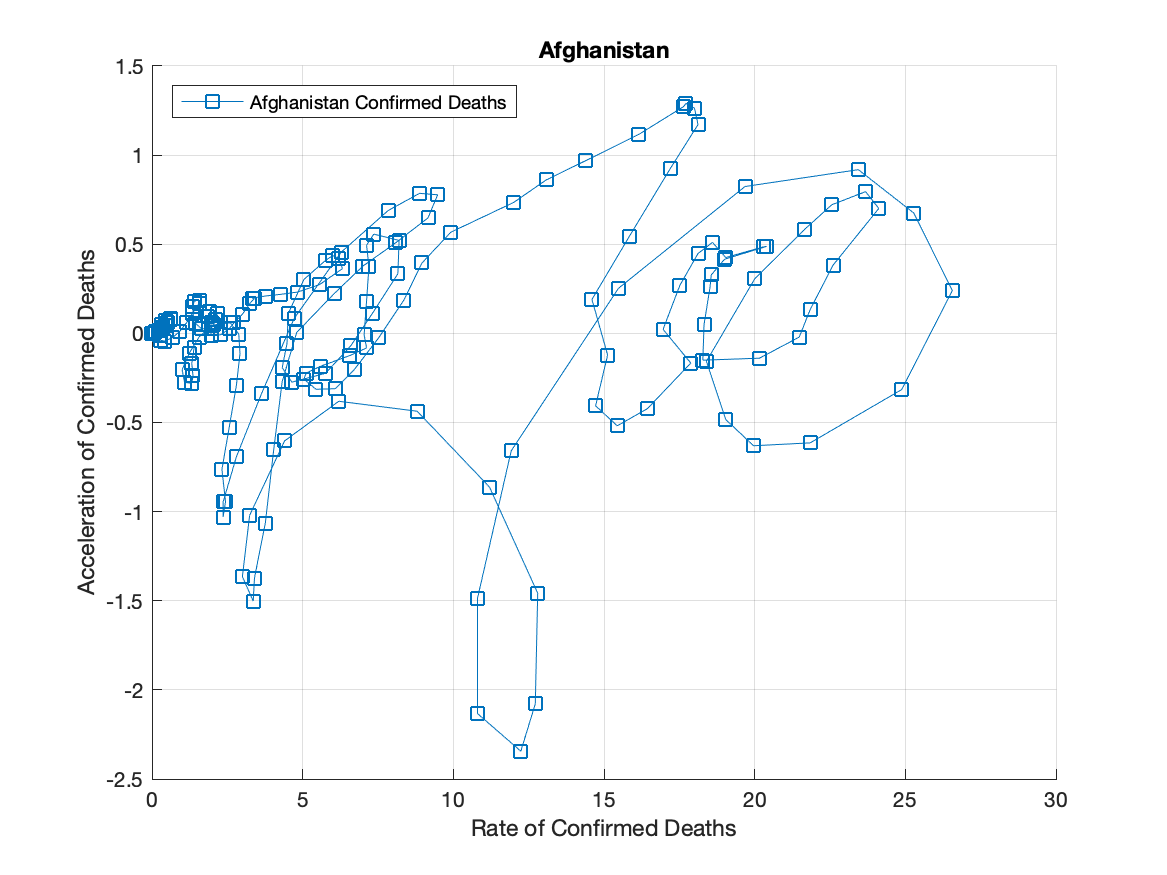 Afghanistan
Afghanistan Confirmed Deaths
1.5
1
0.5
0
-0.5
-1
-1.5
-2
-2.5
Acceleration of Confirmed Deaths
0 5 10 15 20 25 30
Rate of Confirmed Deaths